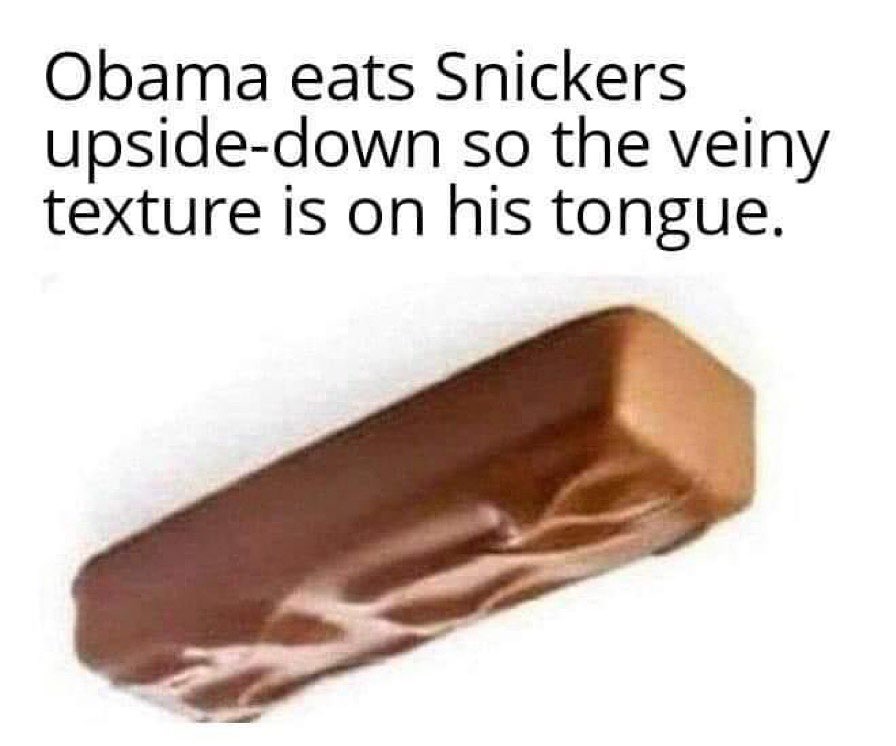 Obama eats Snickers
upside-down so the veiny
texture is on his tongue.